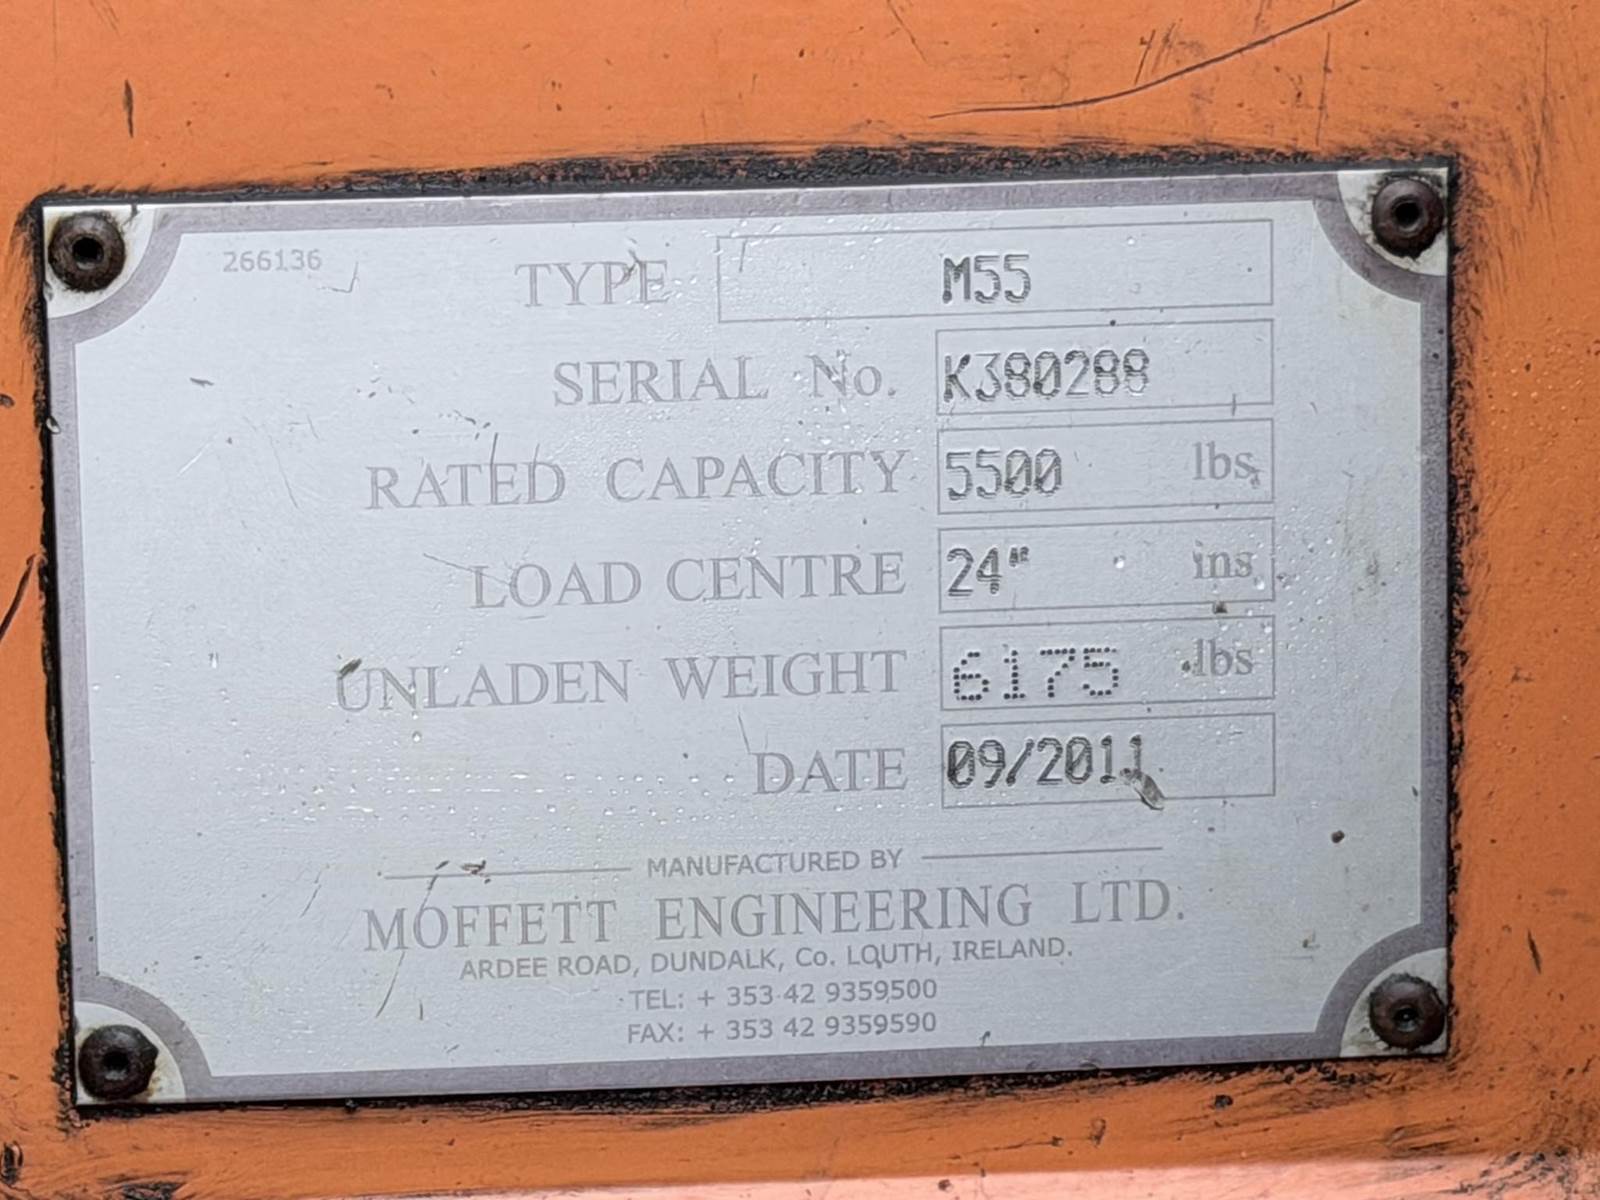 266136
TYPE M55
SERIAL No. K380288
RATED CAPACITY 5500 lbs
LOAD CENTRE 24" ins
UNLADEN WEIGHT 6175 lbs
DATE 09/2011
MANUFACTURED BY
MOFFETT ENGINEERING LTD.
ARDEE ROAD, DUNDALK, Co. LOUTH, IRELAND.
TEL: + 353 42 9359500
FAX: + 353 42 9359590